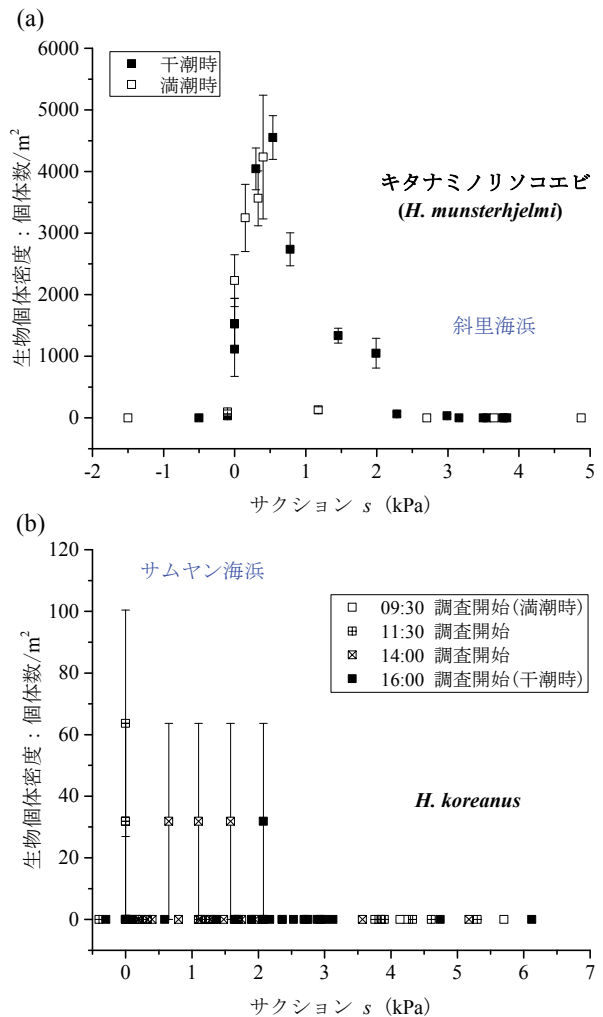 (a)
6000
5000
4000
3000
2000
1000
0
生物個体密度：個体数/m²
干潮時
満潮時
キタナミノリソコエビ
(H. munsterhjelmi)
斜里海浜
-2 -1 0 1 2 3 4 5
サクション s (kPa)
(b)
120
100
80
60
40
20
0
生物個体密度：個体数/m²
サムヤン海浜
09:30 調査開始(満潮時)
11:30 調査開始
14:00 調査開始
16:00 調査開始(干潮時)
H. koreanus
0 1 2 3 4 5 6 7
サクション s (kPa)